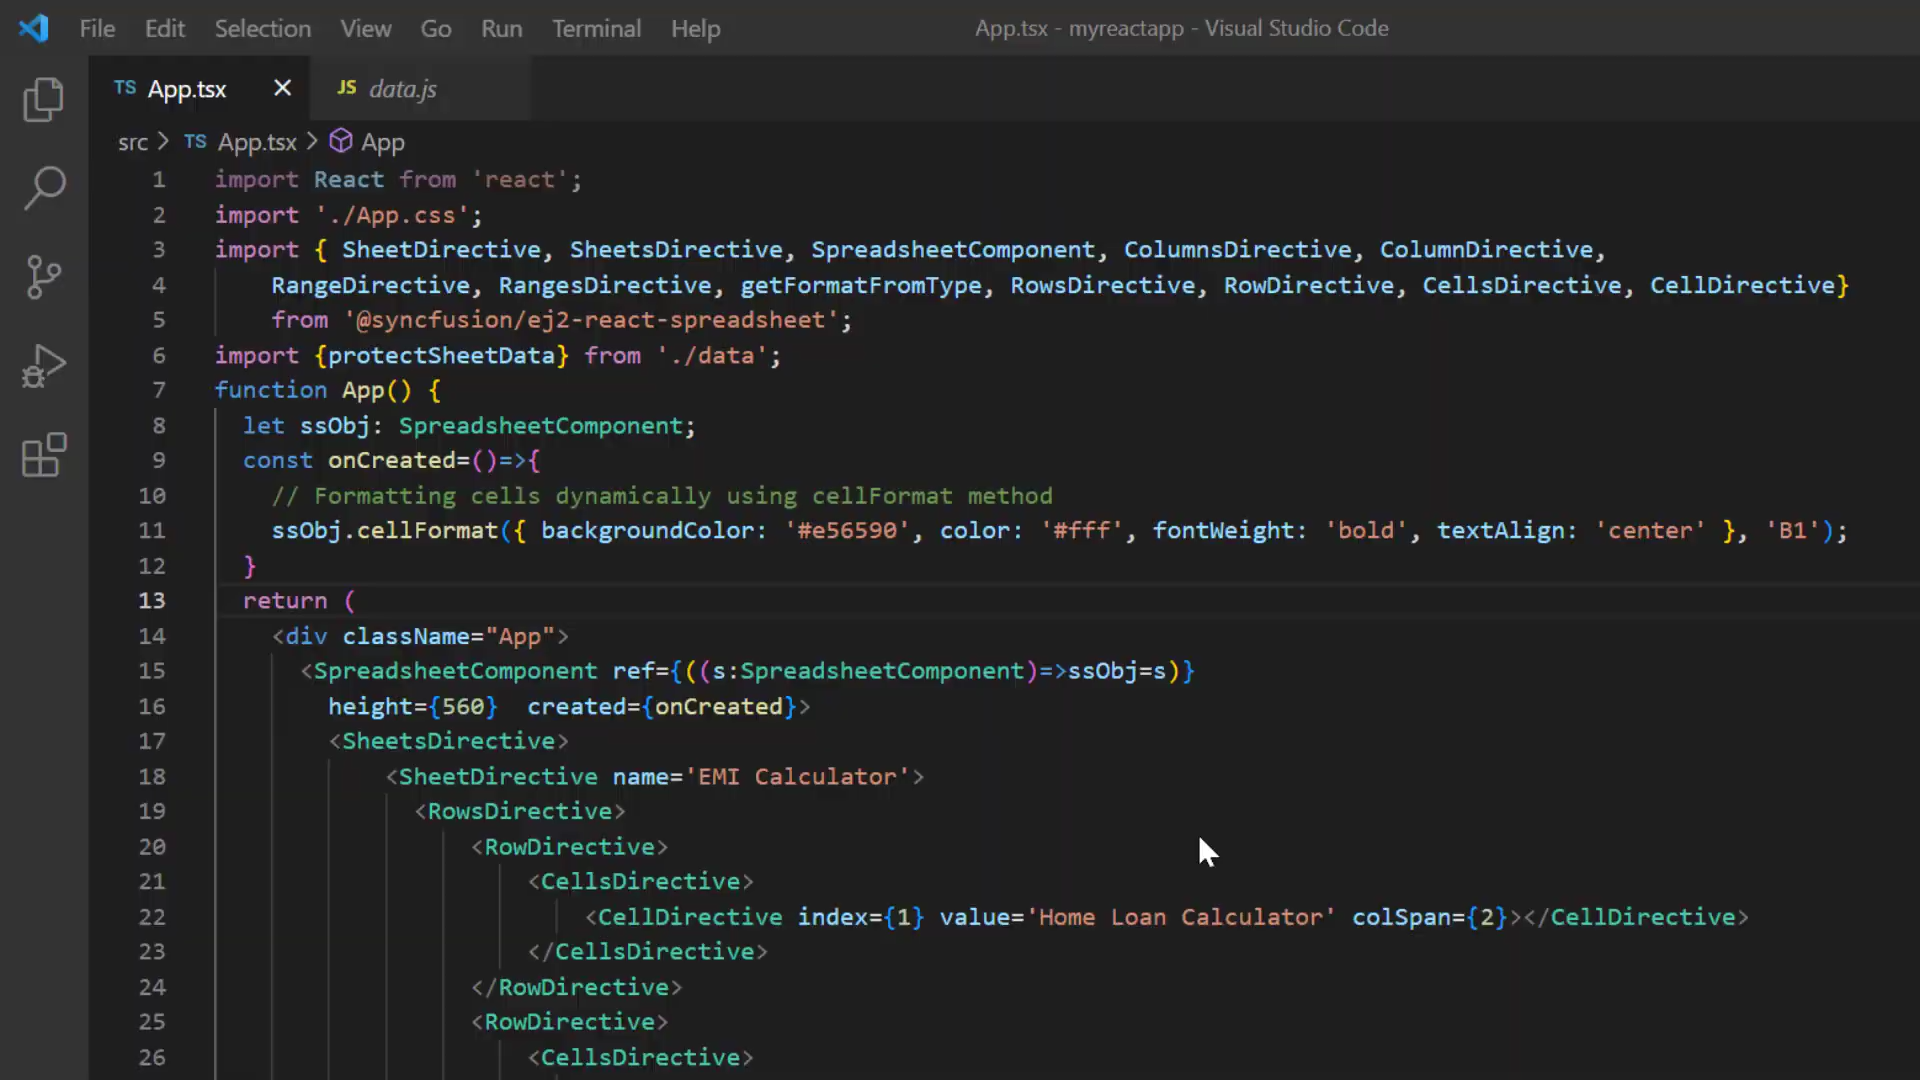 File Edit Selection View Go Run Terminal Help App.tsx - myreactapp - Visual Studio Code
TS App.tsx JS data.js
src > TS App.tsx > App
1 import React from 'react';
2 import './App.css';
3 import { SheetDirective, SheetsDirective, SpreadsheetComponent, ColumnsDirective, ColumnDirective,
4 RangeDirective, RangesDirective, getFormatFromType, RowsDirective, RowDirective, CellsDirective, CellDirective}
5 from '@syncfusion/ej2-react-spreadsheet';
6 import {protectSheetData} from './data';
7 function App() {
8 let ssObj: SpreadsheetComponent;
9 const onCreated=()=>{
10 // Formatting cells dynamically using cellFormat method
11 ssObj.cellFormat({ backgroundColor: '#e56590', color: '#fff', fontWeight: 'bold', textAlign: 'center' }, 'B1');
12 }
13 return (
14 <div className="App">
15 <SpreadsheetComponent ref={((s:SpreadsheetComponent)=>ssObj=s)}
16 height={560} created={onCreated}>
17 <SheetsDirective>
18 <SheetDirective name='EMI Calculator'>
19 <RowsDirective>
20 <RowDirective>
21 <CellsDirective>
22 <CellDirective index={1} value='Home Loan Calculator' colSpan={2}></CellDirective>
23 </CellsDirective>
24 </RowDirective>
25 <RowDirective>
26 <CellsDirective>